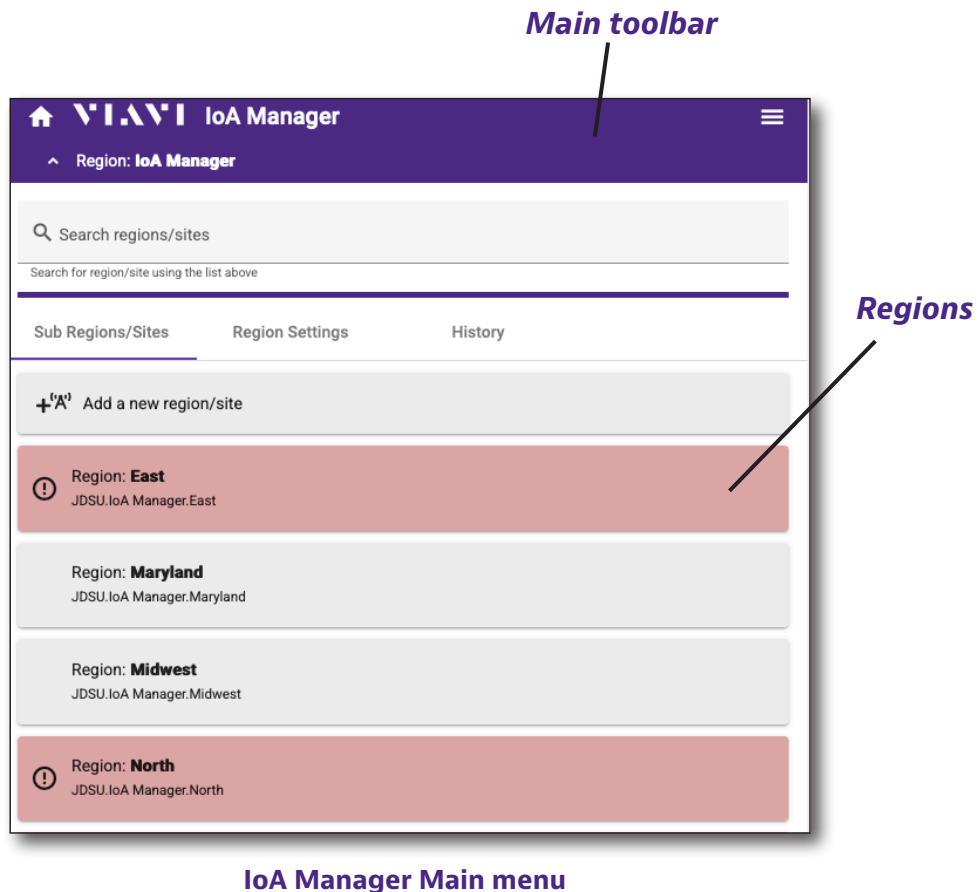 Main toolbar
VIAVI IoA Manager
Region: IoA Manager
Search regions/sites
Search for region/site using the list above
Regions
Sub Regions/Sites Region Settings History
+((A)) Add a new region/site
Region: East
JDSU.IoA Manager.East
Region: Maryland
JDSU.IoA Manager.Maryland
Region: Midwest
JDSU.IoA Manager.Midwest
Region: North
JDSU.IoA Manager.North
IoA Manager Main menu